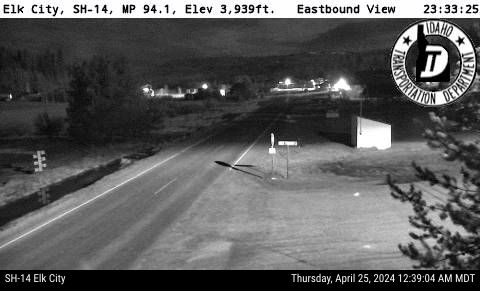 Elk City, SH-14, MP 94.1, Elev 3,939ft. Eastbound View 23:33:25
IDAHO
TRANSPORTATION DEPARTMENT
SH-14 Elk City Thursday, April 25, 2024 12:39:04 AM MDT